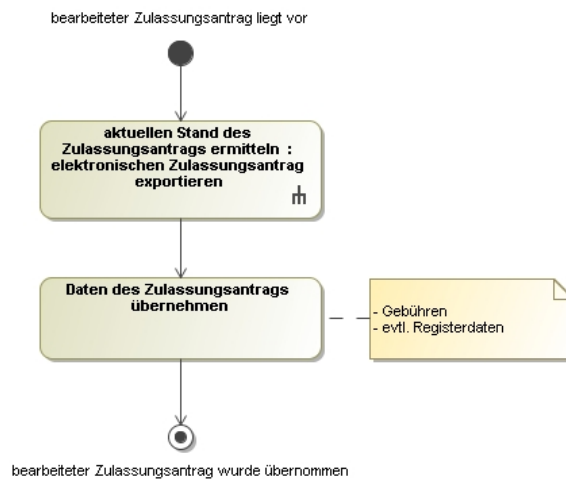 bearbeiteter Zulassungsantrag liegt vor
aktuellen Stand des
Zulassungsantrags ermitteln :
elektronischen Zulassungsantrag
exportieren
Daten des Zulassungsantrags
übernehmen
- Gebühren
- evtl. Registerdaten
bearbeiteter Zulassungsantrag wurde übernommen